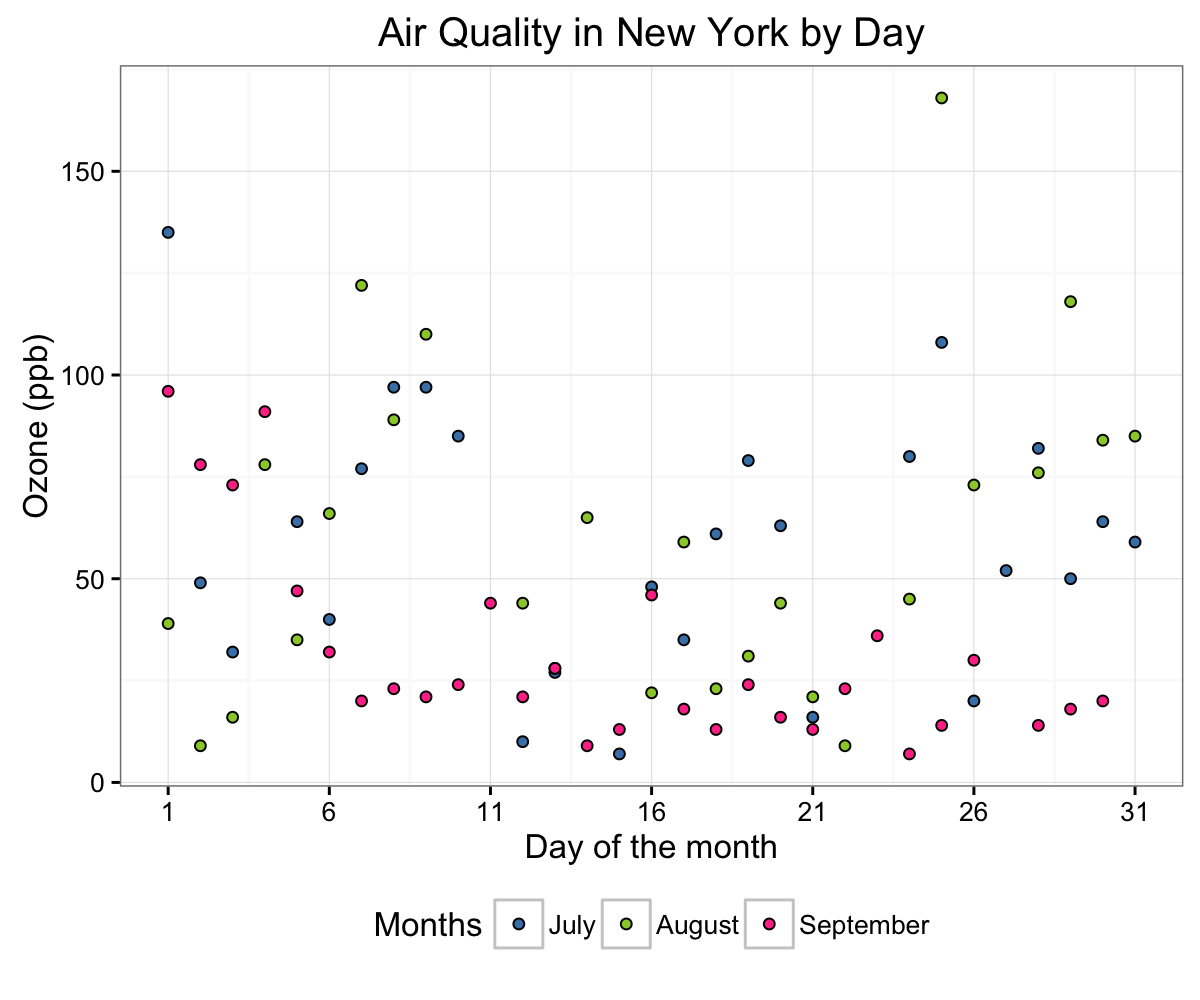 Air Quality in New York by Day
Ozone (ppb)
150
100
50
0
1 6 11 16 21 26 31
Day of the month
Months July August September